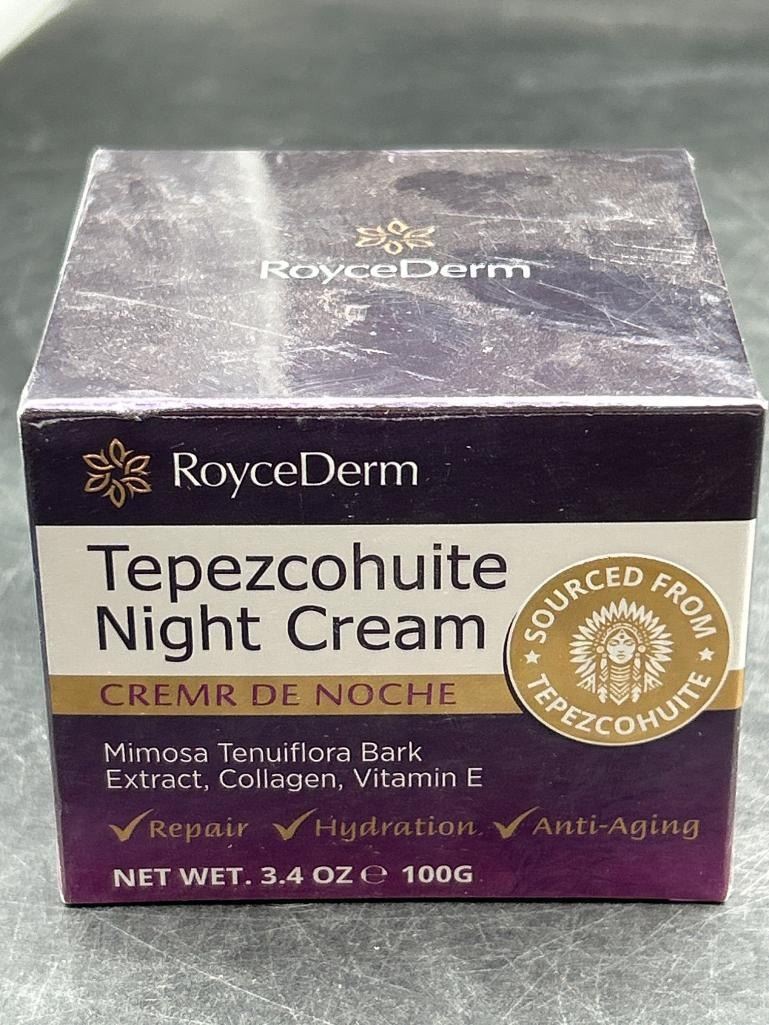 RoyceDerm
RoyceDerm
Tepezcohuite
Night Cream
SOURCED FROM
TEPEZCOHUITE
CREMR DE NOCHE
Mimosa Tenuiflora Bark
Extract, Collagen, Vitamin E
Repair Hydration Anti-Aging
NET WET. 3.4 OZ ℮ 100G